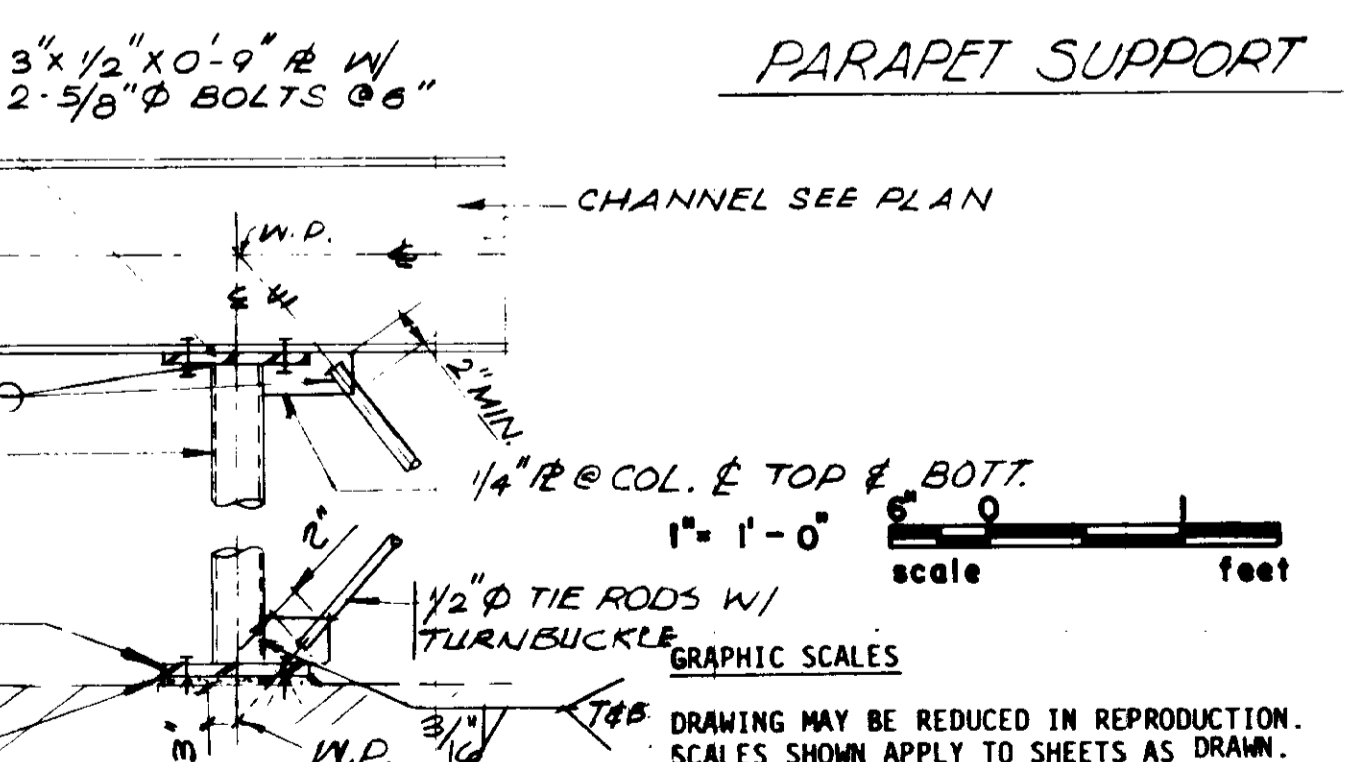 3" x 1/2" x 0'-9" ⅊ W/
2-5/8"Ø BOLTS @ 6"
PARAPET SUPPORT
CHANNEL SEE PLAN
W.P.
℄
℄ ℄
2" MIN.
1/4" ⅊ @ COL. ℄ TOP & BOTT.
1" = 1'-0"
6" 0 1
scale feet
2"
1/2"Ø TIE RODS W/
TURNBUCKLE
GRAPHIC SCALES
3"
W.P.
3/16
T&B
DRAWING MAY BE REDUCED IN REPRODUCTION.
SCALES SHOWN APPLY TO SHEETS AS DRAWN.